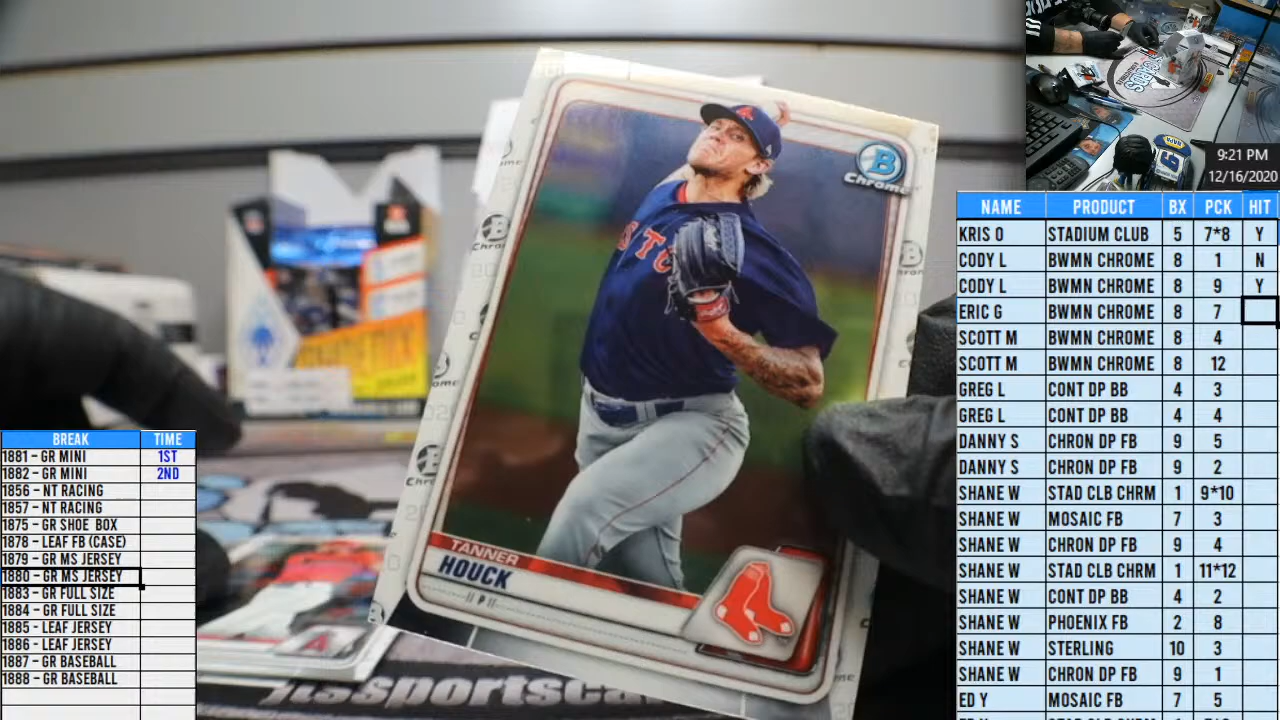 9:21 PM
12/16/2020
B
Chrome
TANNER
HOUCK
|| P ||
BREAK TIME
1881 - GR MINI 1ST
1882 - GR MINI 2ND
1856 - NT RACING
1857 - NT RACING
1875 - GR SHOE BOX
1878 - LEAF FB (CASE)
1879 - GR MS JERSEY
1880 - GR MS JERSEY
1883 - GR FULL SIZE
1884 - GR FULL SIZE
1885 - LEAF JERSEY
1886 - LEAF JERSEY
1887 - GR BASEBALL
1888 - GR BASEBALL
NAME PRODUCT BX PCK HIT
KRIS O STADIUM CLUB 5 7*8 Y
CODY L BWMN CHROME 8 1 N
CODY L BWMN CHROME 8 9 Y
ERIC G BWMN CHROME 8 7
SCOTT M BWMN CHROME 8 4
SCOTT M BWMN CHROME 8 12
GREG L CONT DP BB 4 3
GREG L CONT DP BB 4 4
DANNY S CHRON DP FB 9 5
DANNY S CHRON DP FB 9 2
SHANE W STAD CLB CHRM 1 9*10
SHANE W MOSAIC FB 7 3
SHANE W CHRON DP FB 9 4
SHANE W STAD CLB CHRM 1 11*12
SHANE W CONT DP BB 4 2
SHANE W PHOENIX FB 2 8
SHANE W STERLING 10 3
SHANE W CHRON DP FB 9 1
ED Y MOSAIC FB 7 5